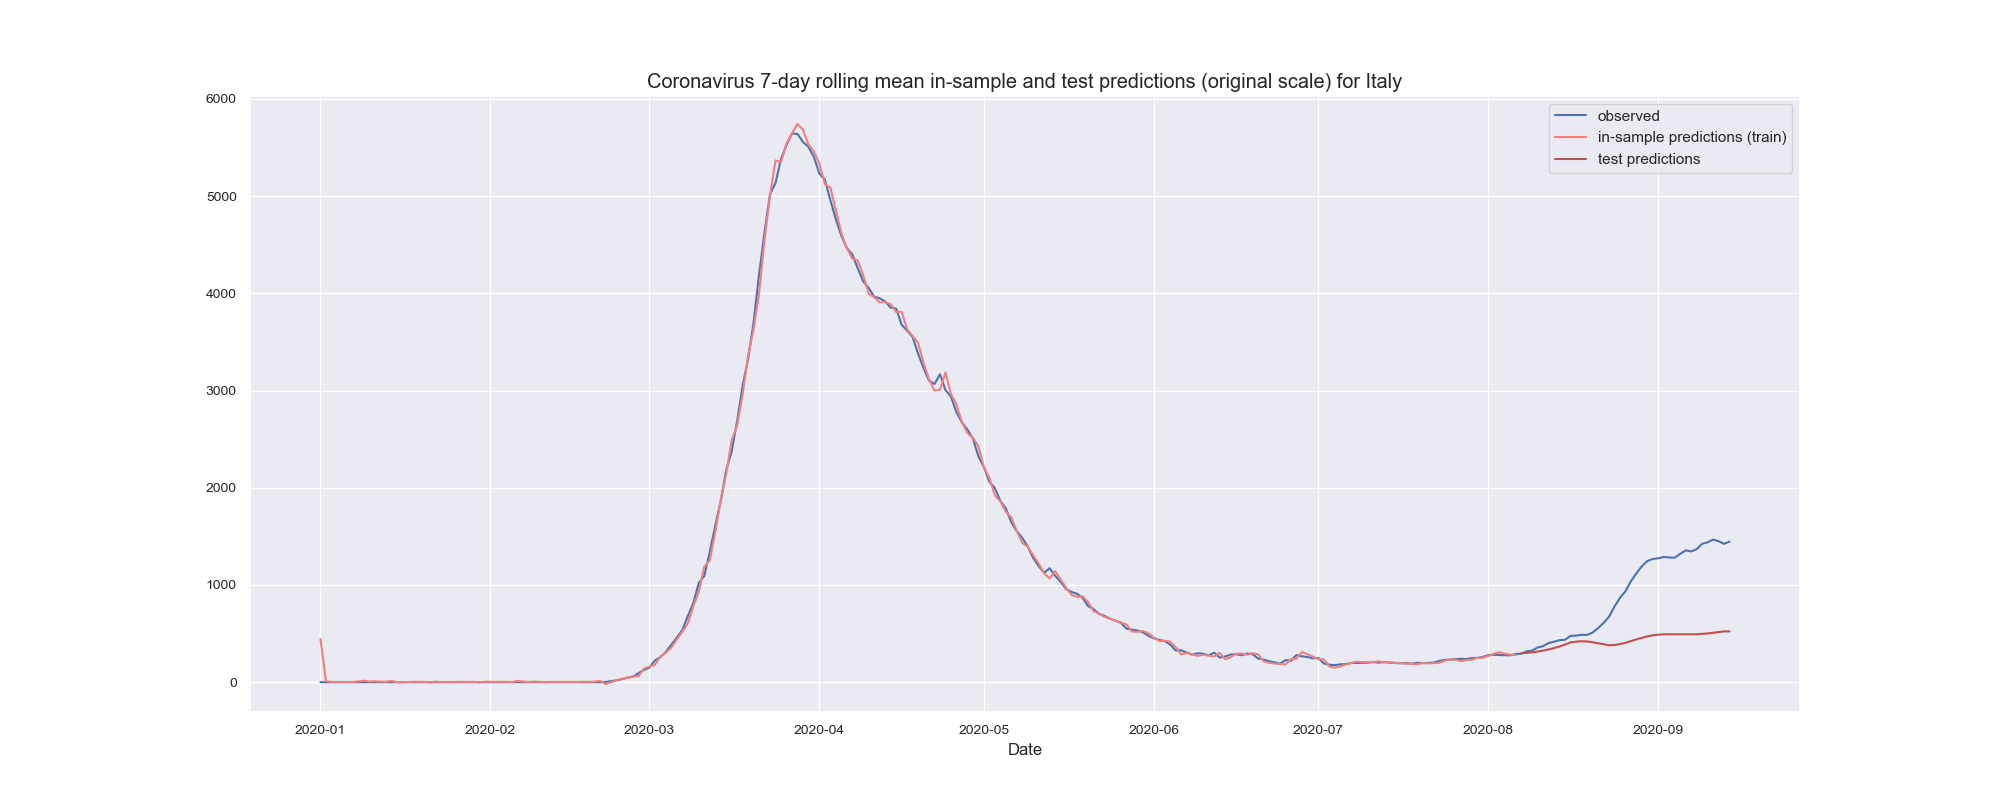 Coronavirus 7-day rolling mean in-sample and test predictions (original scale) for Italy
6000
5000
4000
3000
2000
1000
0
observed
in-sample predictions (train)
test predictions
2020-01 2020-02 2020-03 2020-04 2020-05 2020-06 2020-07 2020-08 2020-09
Date